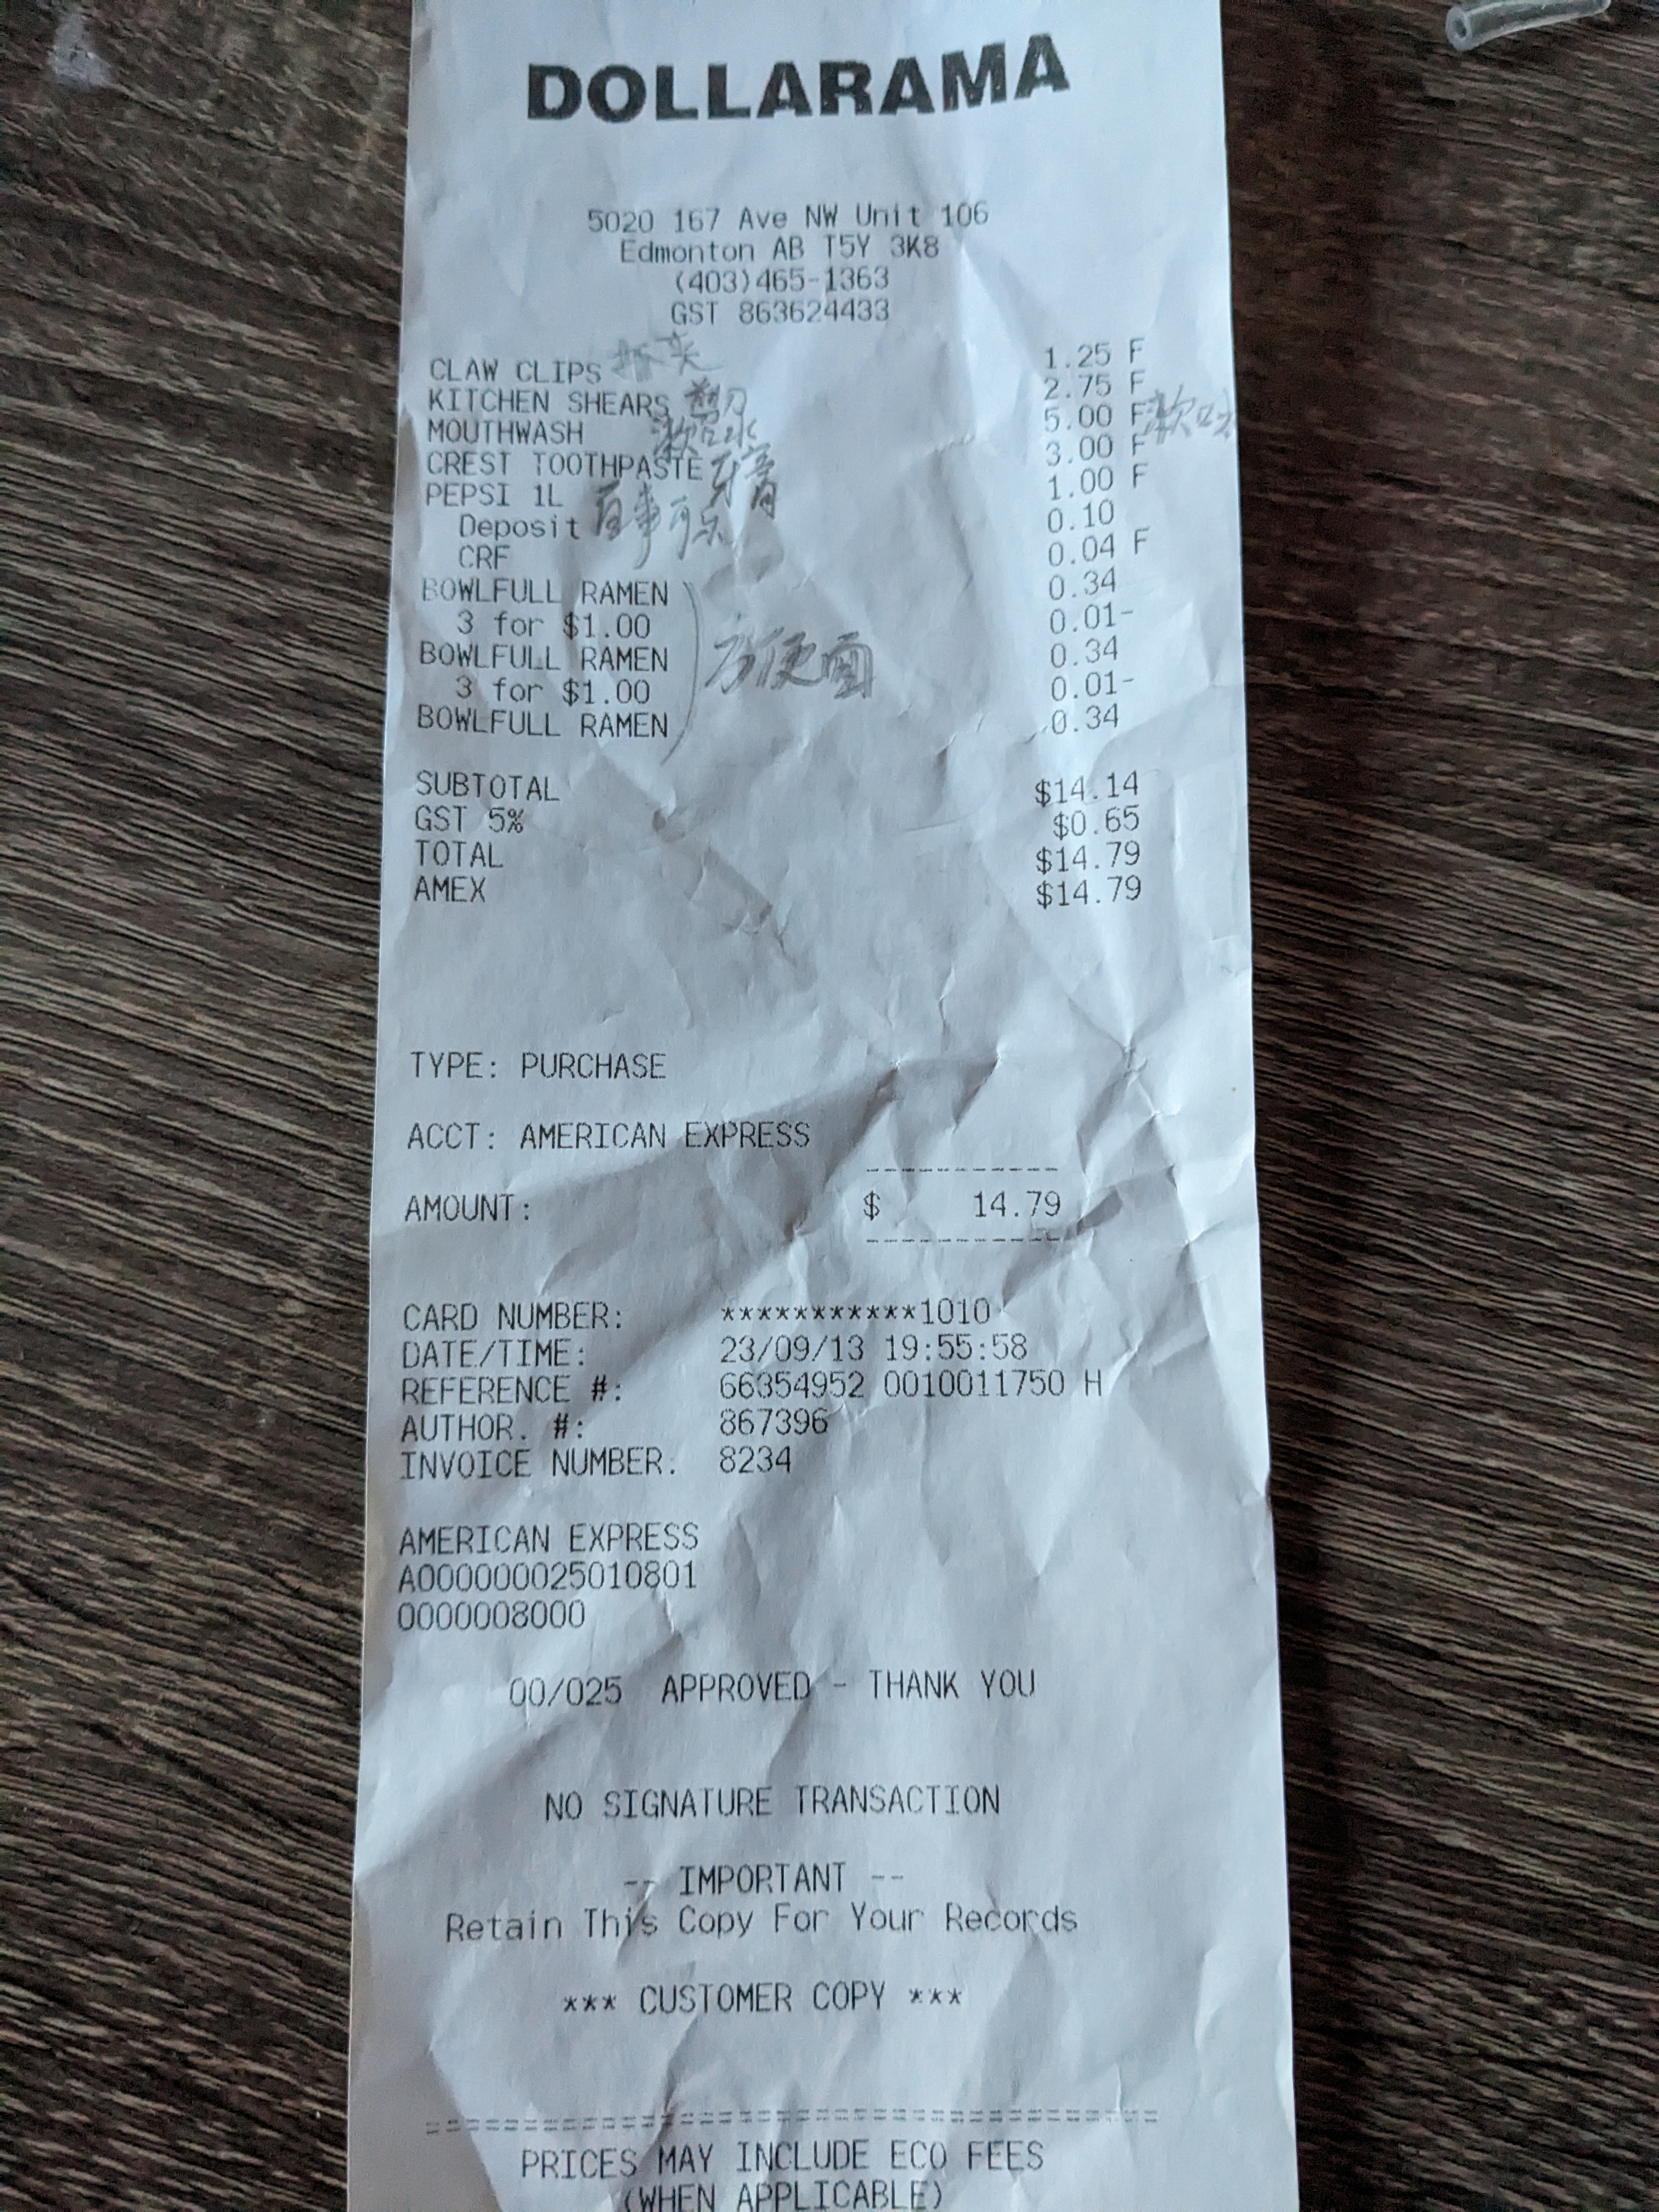 DOLLARAMA
5020 167 Ave NW Unit 106
Edmonton AB T5Y 3K8
(403)465-1363
GST 863624433
CLAW CLIPS 1.25 F
KITCHEN SHEARS 2.75 F
MOUTHWASH 漱口水 5.00 F 漱口
CREST TOOTHPASTE 牙膏 3.00 F
PEPSI 1L 百事可乐 1.00 F
Deposit 0.10
CRF 0.04 F
BOWLFULL RAMEN 0.34
3 for $1.00 0.01-
BOWLFULL RAMEN 方便面 0.34
3 for $1.00 0.01-
BOWLFULL RAMEN 0.34
SUBTOTAL $14.14
GST 5% $0.65
TOTAL $14.79
AMEX $14.79
TYPE: PURCHASE
ACCT: AMERICAN EXPRESS
AMOUNT: $ 14.79
CARD NUMBER: ***********1010
DATE/TIME: 23/09/13 19:55:58
REFERENCE #: 66354952 0010011750 H
AUTHOR. #: 867396
INVOICE NUMBER: 8234
AMERICAN EXPRESS
A000000025010801
0000008000
00/025 APPROVED - THANK YOU
NO SIGNATURE TRANSACTION
-- IMPORTANT --
Retain This Copy For Your Records
*** CUSTOMER COPY ***
PRICES MAY INCLUDE ECO FEES
(WHEN APPLICABLE)